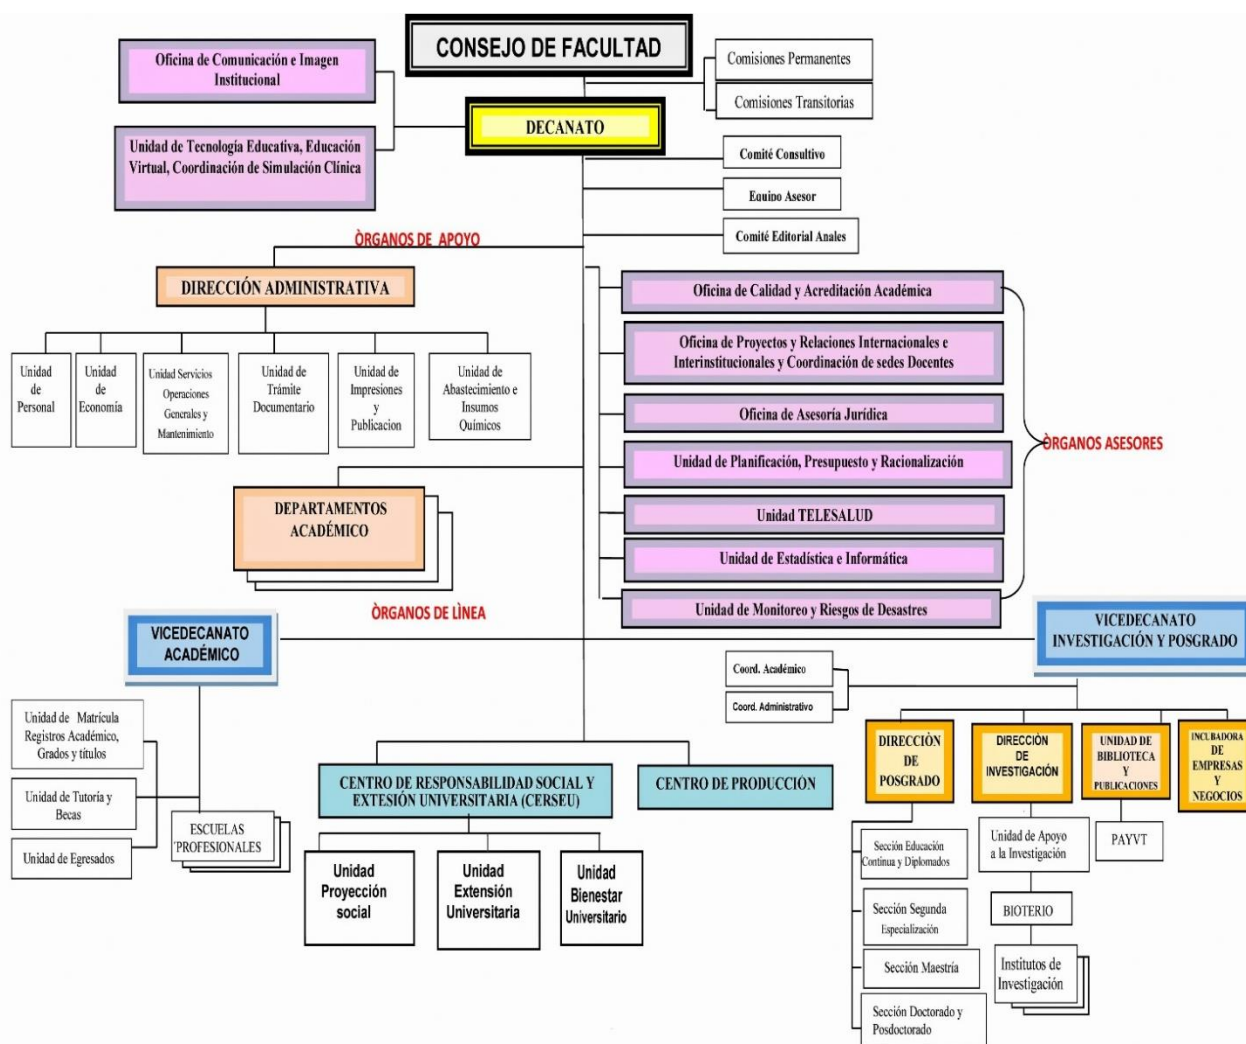 CONSEJO DE FACULTAD
Oficina de Comunicación e Imagen
Institucional
Comisiones Permanentes
Comisiones Transitorias
DECANATO
Unidad de Tecnología Educativa, Educación
Virtual, Coordinación de Simulación Clínica
Comité Consultivo
Equipo Asesor
Comité Editorial Anales
ÒRGANOS DE APOYO
DIRECCIÓN ADMINISTRATIVA
Unidad
de
Personal
Unidad
de
Economía
Unidad Servicios
Operaciones
Generales y
Mantenimiento
Unidad de
Trámite
Documentario
Unidad de
Impresiones
y
Publicacion
Unidad de
Abastecimiento e
Insumos
Químicos
Oficina de Calidad y Acreditación Académica
Oficina de Proyectos y Relaciones Internacionales e
Interinstitucionales y Coordinación de sedes Docentes
Oficina de Asesoría Jurídica
Unidad de Planificación, Presupuesto y Racionalización
Unidad TELESALUD
Unidad de Estadística e Informática
Unidad de Monitoreo y Riesgos de Desastres
ÒRGANOS ASESORES
DEPARTAMENTOS
ACADÉMICO
ÒRGANOS DE LÌNEA
VICEDECANATO
ACADÉMICO
VICEDECANATO
INVESTIGACIÓN Y POSGRADO
Coord. Académico
Coord. Administrativo
Unidad de Matrícula
Registros Académico,
Grados y títulos
Unidad de Tutoría y
Becas
Unidad de Egresados
ESCUELAS
'PROFESIONALES
CENTRO DE RESPONSABILIDAD SOCIAL Y
EXTESIÓN UNIVERSITARIA (CERSEU)
CENTRO DE PRODUCCIÓN
Unidad
Proyección
social
Unidad
Extensión
Universitaria
Unidad
Bienestar
Universitario
DIRECCIÒN
DE
POSGRADO
DIRECCIÒN
DE
INVESTIGACIÓN
UNIDAD DE
BIBLIOTECA
Y
PUBLICACIONES
INCUBADORA
DE
EMPRESAS
Y
NEGOCIOS
Sección Educación
Continua y Diplomados
Sección Segunda
Especialización
Sección Maestría
Sección Doctorado y
Posdoctorado
Unidad de Apoyo
a la Investigación
BIOTERIO
Institutos de
Investigación
PAYVT